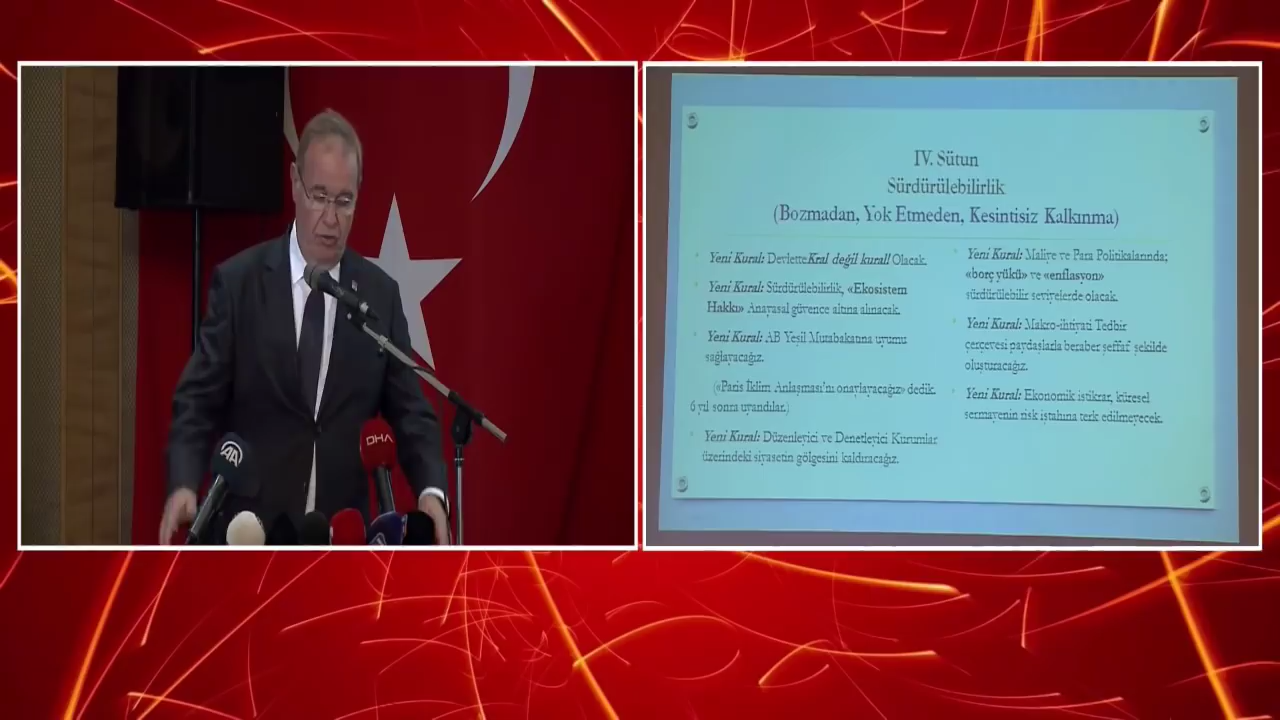 AA
DHA
IV. Sütun
Sürdürülebilirlik
(Bozmadan, Yok Etmeden, Kesintisiz Kalkınma)
Yeni Kural: Devlette Kral değil kural! Olacak.
Yeni Kural: Sürdürülebilirlik, «Ekosistem
Hakkı» Anayasal güvence altına alınacak.
Yeni Kural: AB Yeşil Mutabakatına uyumu
sağlayacağız.
(«Paris İklim Anlaşması'nı onaylayacağız» dedik.
6 yıl sonra uyandılar.)
Yeni Kural: Düzenleyici ve Denetleyici Kurumlar
üzerindeki siyasetin gölgesini kaldıracağız.
Yeni Kural: Maliye ve Para Politikalarında;
«borç yükü» ve «enflasyon»
sürdürülebilir seviyelerde olacak.
Yeni Kural: Makro-ihtiyati Tedbir
çerçevesi paydaşlarla beraber şeffaf şekilde
oluşturacağız.
Yeni Kural: Ekonomik istikrar, küresel
sermayenin risk iştahına terk edilmeyecek.